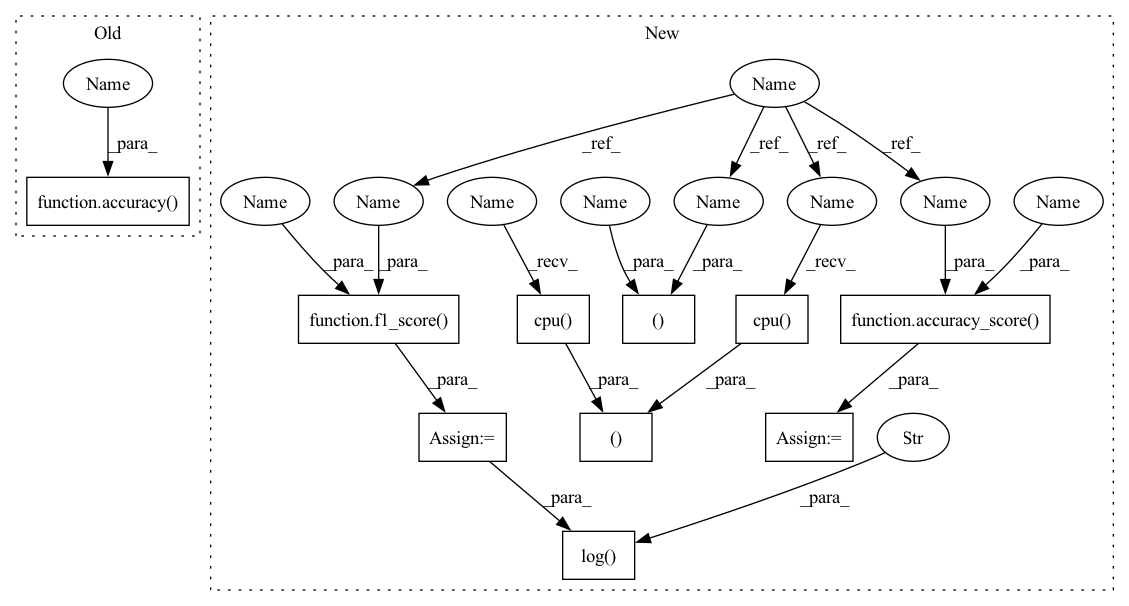 Old
New
Name
Name
_para_
_ref_
_ref_
_ref_
_ref_
function.accuracy()
Name
Name
Name
Name
Name
Name
Name
Name
_para_
_para_
_recv_
_para_
_para_
_recv_
_para_
_para_
function.f1_score()
cpu()
()
cpu()
function.accuracy_score()
_para_
_para_
_para_
_para_
Assign:=
()
Assign:=
Str
_para_
_para_
log()